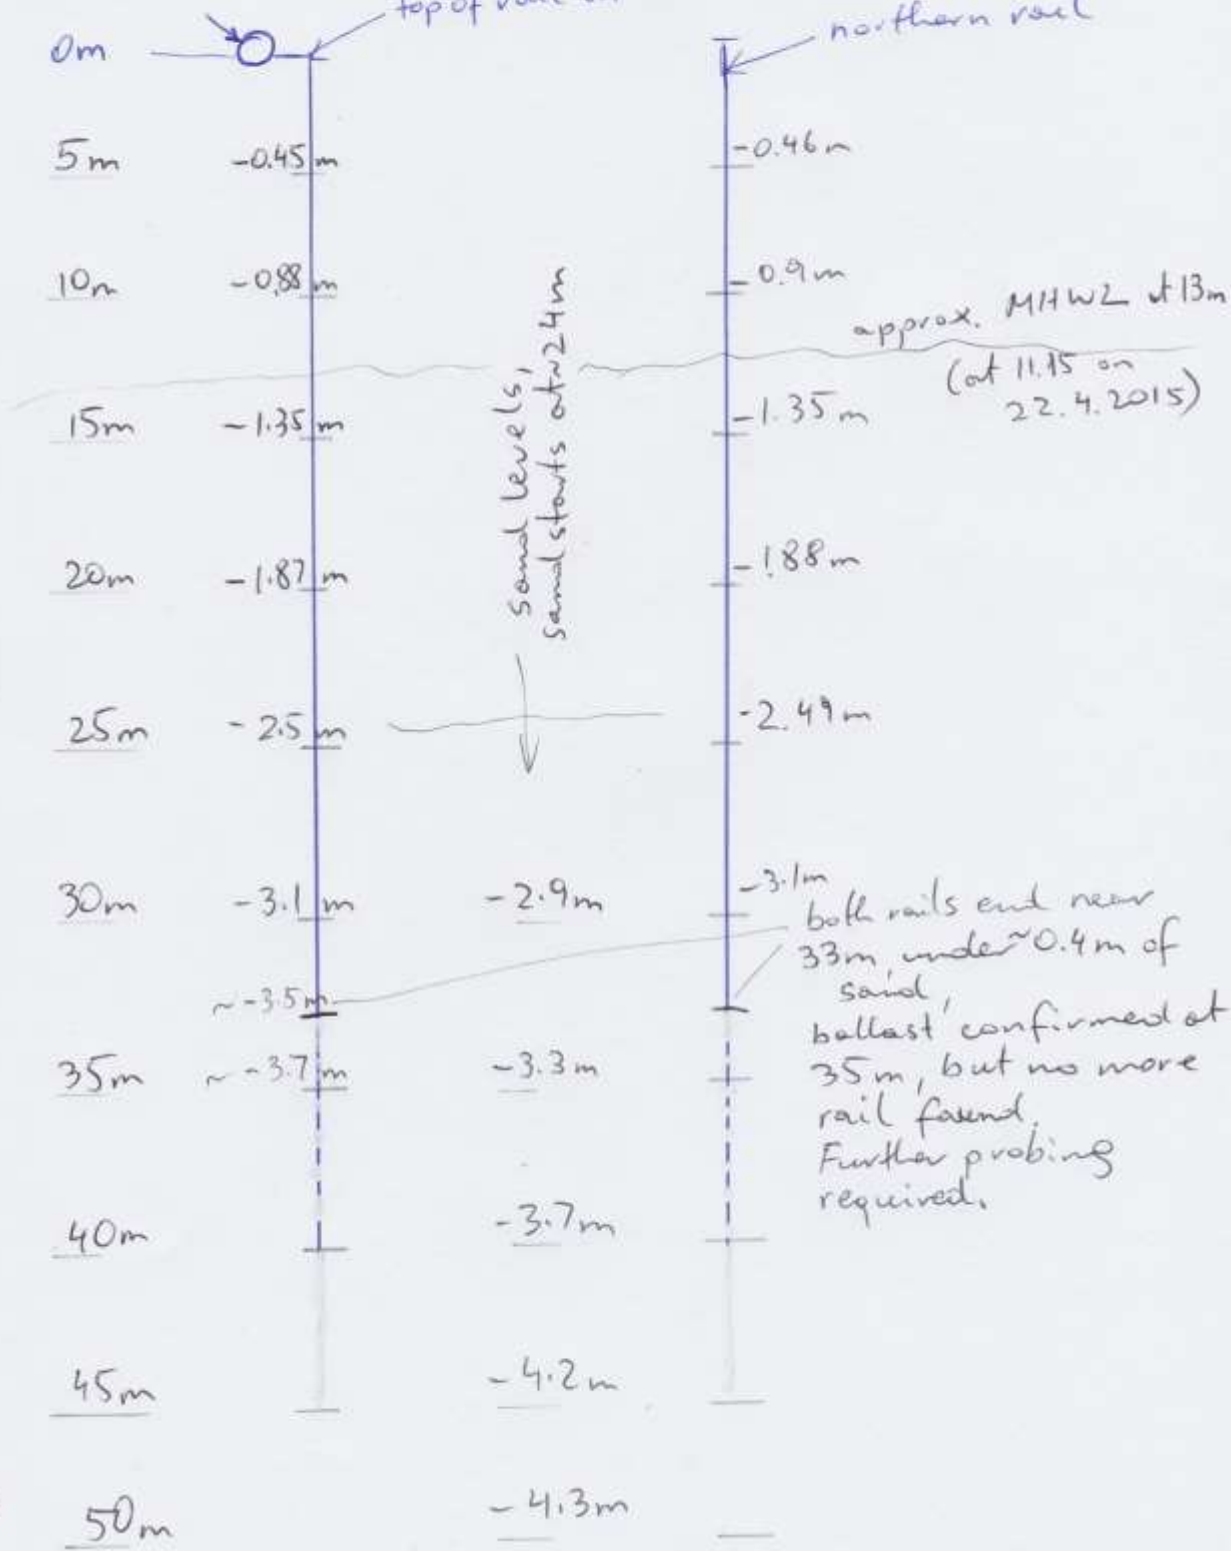 top of
northern rail
0m
5m -0.45m -0.46m
10m -0.88m -0.9m
approx. MHWL at 13m
(at 11.15 on
22.4.2015)
15m -1.35m -1.35m
sand levels,
sand starts at ~24m
20m -1.87m -1.88m
25m -2.5m -2.49m
30m -3.1m -2.9m -3.1m
both rails end near
33m, under ~0.4m of
sand,
~-3.5m
ballast confirmed at
35m ~-3.7m -3.3m 35m, but no more
rail found.
Further probing
required.
40m -3.7m
45m -4.2m
50m -4.3m